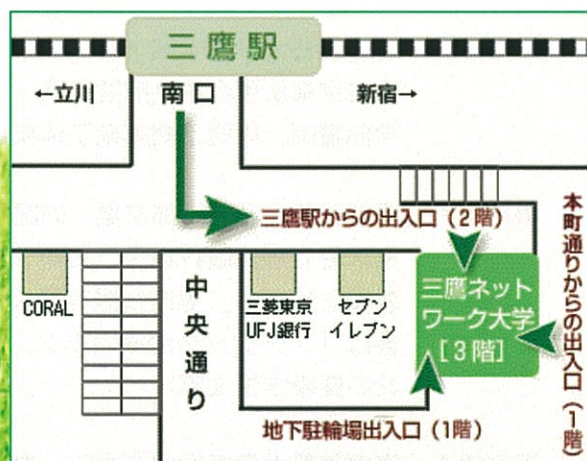 三鷹駅
←立川
南口
新宿→
三鷹駅からの出入口（2階）
本町通りからの出入口（1階）
CORAL
中央通り
三菱東京
UFJ銀行
セブン
イレブン
三鷹ネット
ワーク大学
[3階]
地下駐輪場出入口（1階）